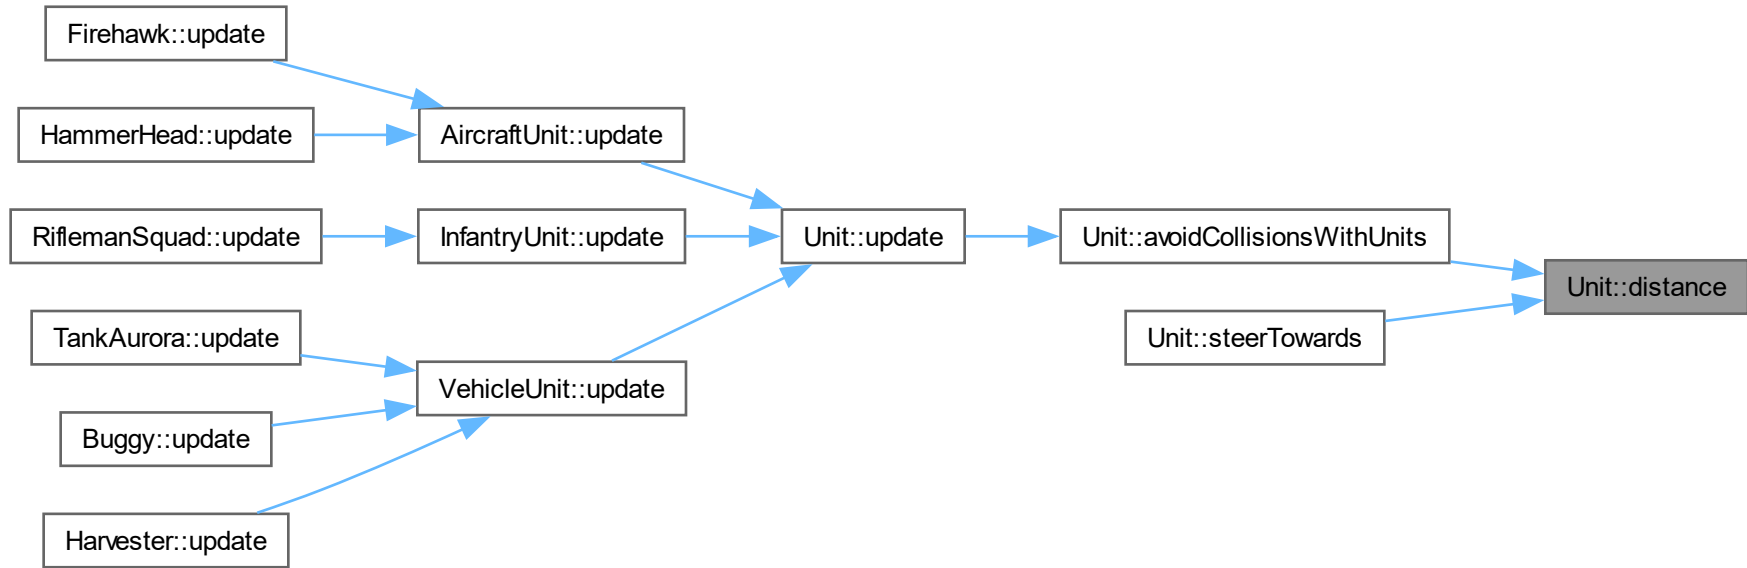 Firehawk::update
HammerHead::update
AircraftUnit::update
RiflemanSquad::update
InfantryUnit::update
Unit::update
Unit::avoidCollisionsWithUnits
Unit::distance
TankAurora::update
Unit::steerTowards
VehicleUnit::update
Buggy::update
Harvester::update